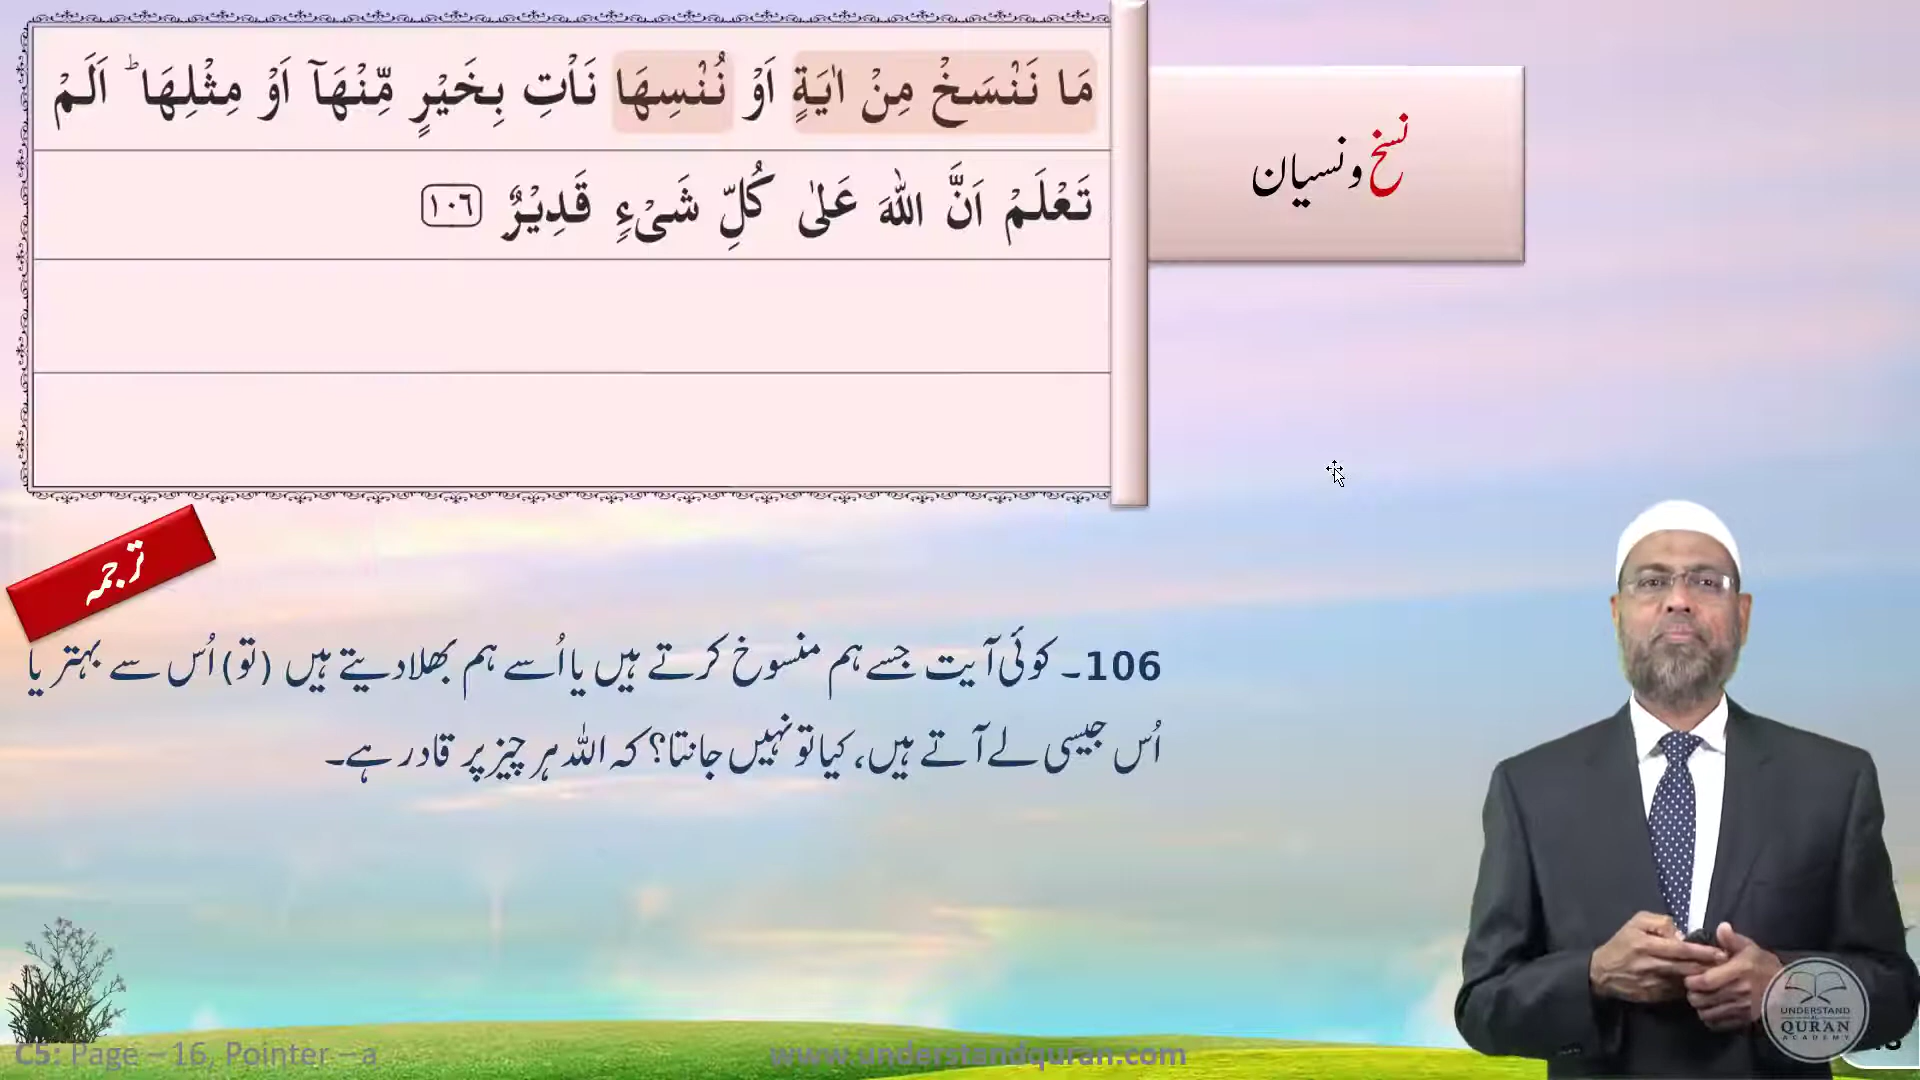 مَا نَنْسَخْ مِنْ اٰيَةٍ اَوْ نُنْسِهَا نَاْتِ بِخَيْرٍ مِّنْهَاۤ اَوْ مِثْلِهَا ؕ اَلَمْ
تَعْلَمْ اَنَّ اللّٰهَ عَلٰى كُلِّ شَىْءٍ قَدِيْرٌ ١٠٦
نسخ و نسیان
ترجمہ
106۔ کوئی آیت جسے ہم منسوخ کرتے ہیں یا اُسے ہم بھلا دیتے ہیں (تو) اُس سے بہتر یا
اُس جیسی لے آتے ہیں، کیا تو نہیں جانتا؟ کہ اللہ ہر چیز پر قادر ہے۔
UNDERSTAND
QURAN
ACADEMY
C5: Page – 16, Pointer – a
www.understandquran.com